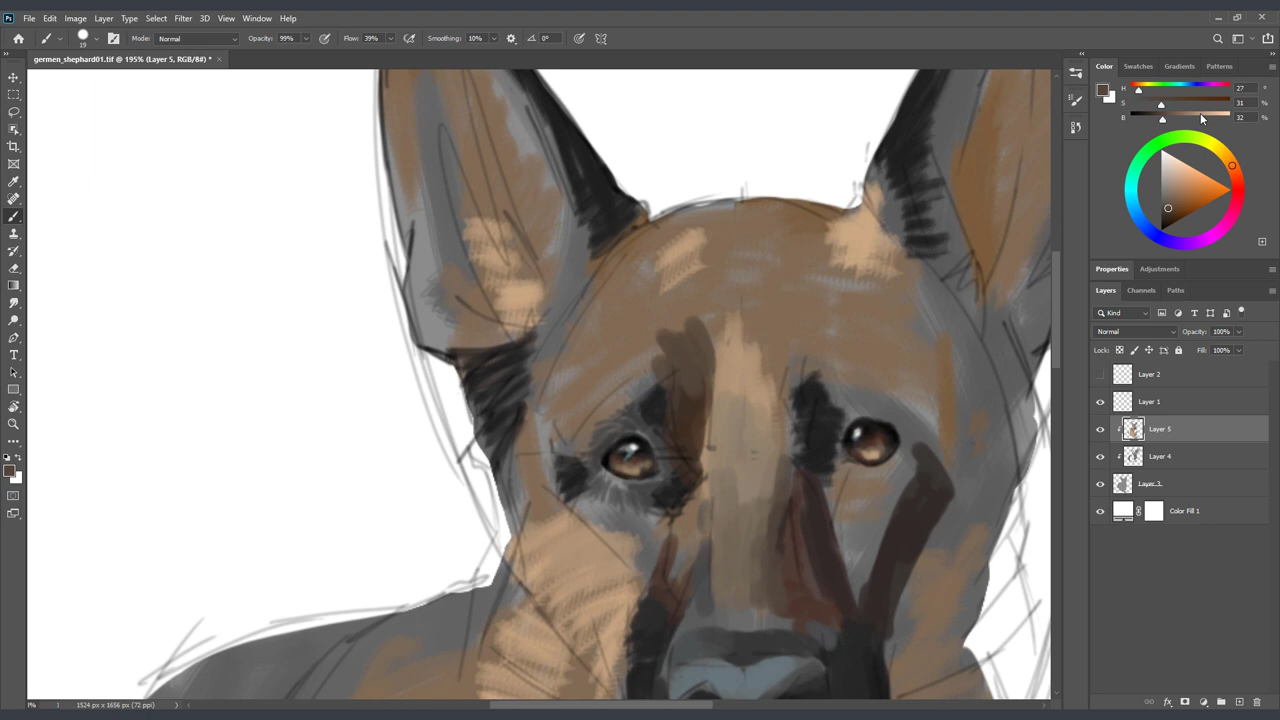 Ps File Edit Image Layer Type Select Filter 3D View Window Help
19 Mode: Normal Opacity: 99% Flow: 39% Smoothing: 10% 0°
germen_shephard01.tif @ 195% (Layer 5, RGB/8#) * ×
Color Swatches Gradients Patterns
H 27 °
S 31 %
B 32 %
Properties Adjustments
Layers Channels Paths
Kind
Normal Opacity: 100%
Lock: Fill: 100%
Layer 2
Layer 1
Layer 5
Layer 4
Layer 3
Color Fill 1
1524 px x 1656 px (72 ppi)